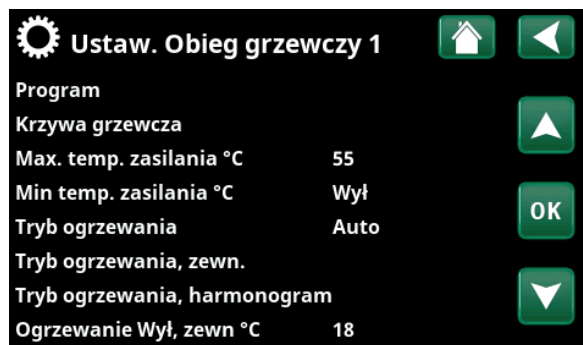 Ustaw. Obieg grzewczy 1
Program
Krzywa grzewcza
Max. temp. zasilania °C 55
Min temp. zasilania °C Wył
Tryb ogrzewania Auto
OK
Tryb ogrzewania, zewn.
Tryb ogrzewania, harmonogram
Ogrzewanie Wył, zewn °C 18